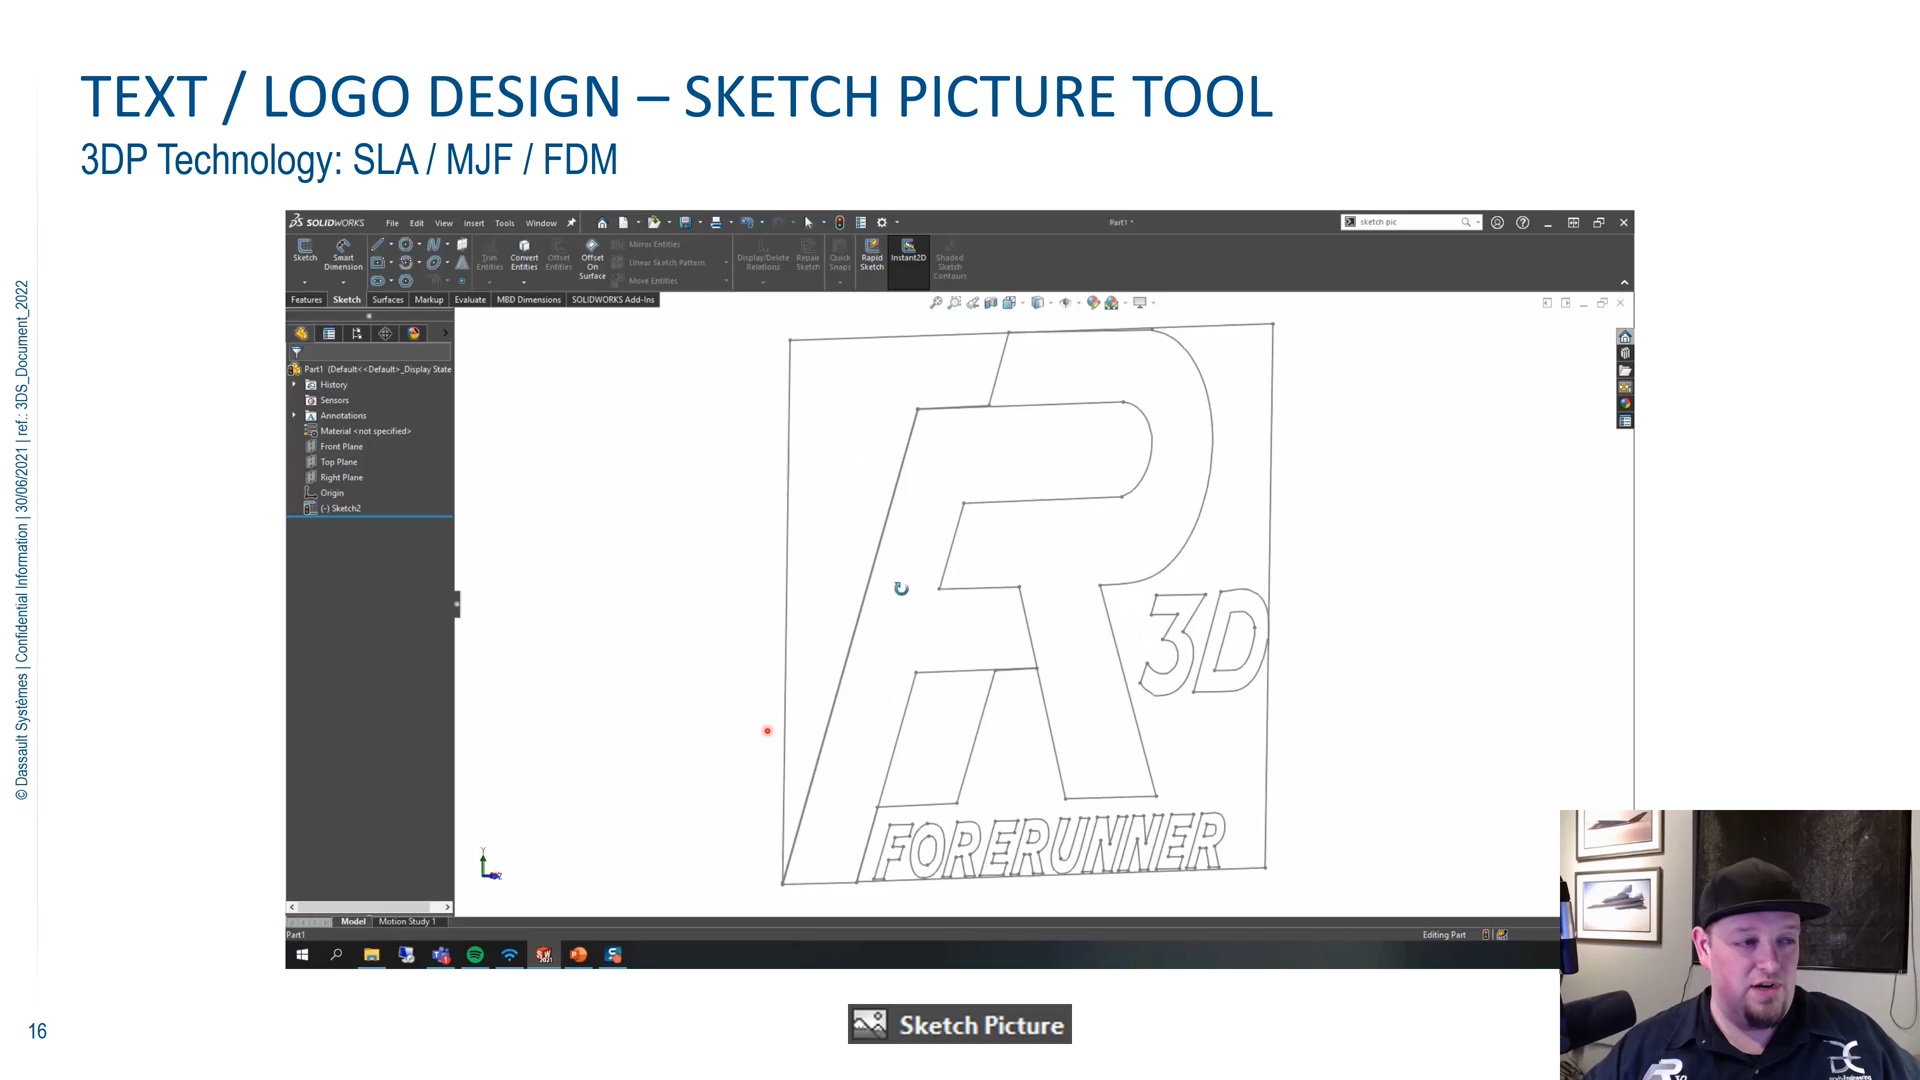 TEXT / LOGO DESIGN – SKETCH PICTURE TOOL
3DP Technology: SLA / MJF / FDM
© Dassault Systèmes | Confidential Information | 30/06/2021 | ref.: 3DS_Document_2022
SOLIDWORKS File Edit View Insert Tools Window
Part1 *
sketch pic
Sketch
Smart Dimension
Trim Entities
Convert Entities
Offset Entities
Offset On Surface
Mirror Entities
Linear Sketch Pattern
Move Entities
Display/Delete Relations
Repair Sketch
Quick Snaps
Rapid Sketch
Instant2D
Shaded Sketch Contours
Features Sketch Surfaces Markup Evaluate MBD Dimensions SOLIDWORKS Add-Ins
Part1 (Default<<Default>_Display State
History
Sensors
Annotations
Material <not specified>
Front Plane
Top Plane
Right Plane
Origin
(-) Sketch2
3D
FORERUNNER
Y
Model Motion Study 1
Part1
Editing Part
Sketch Picture
16